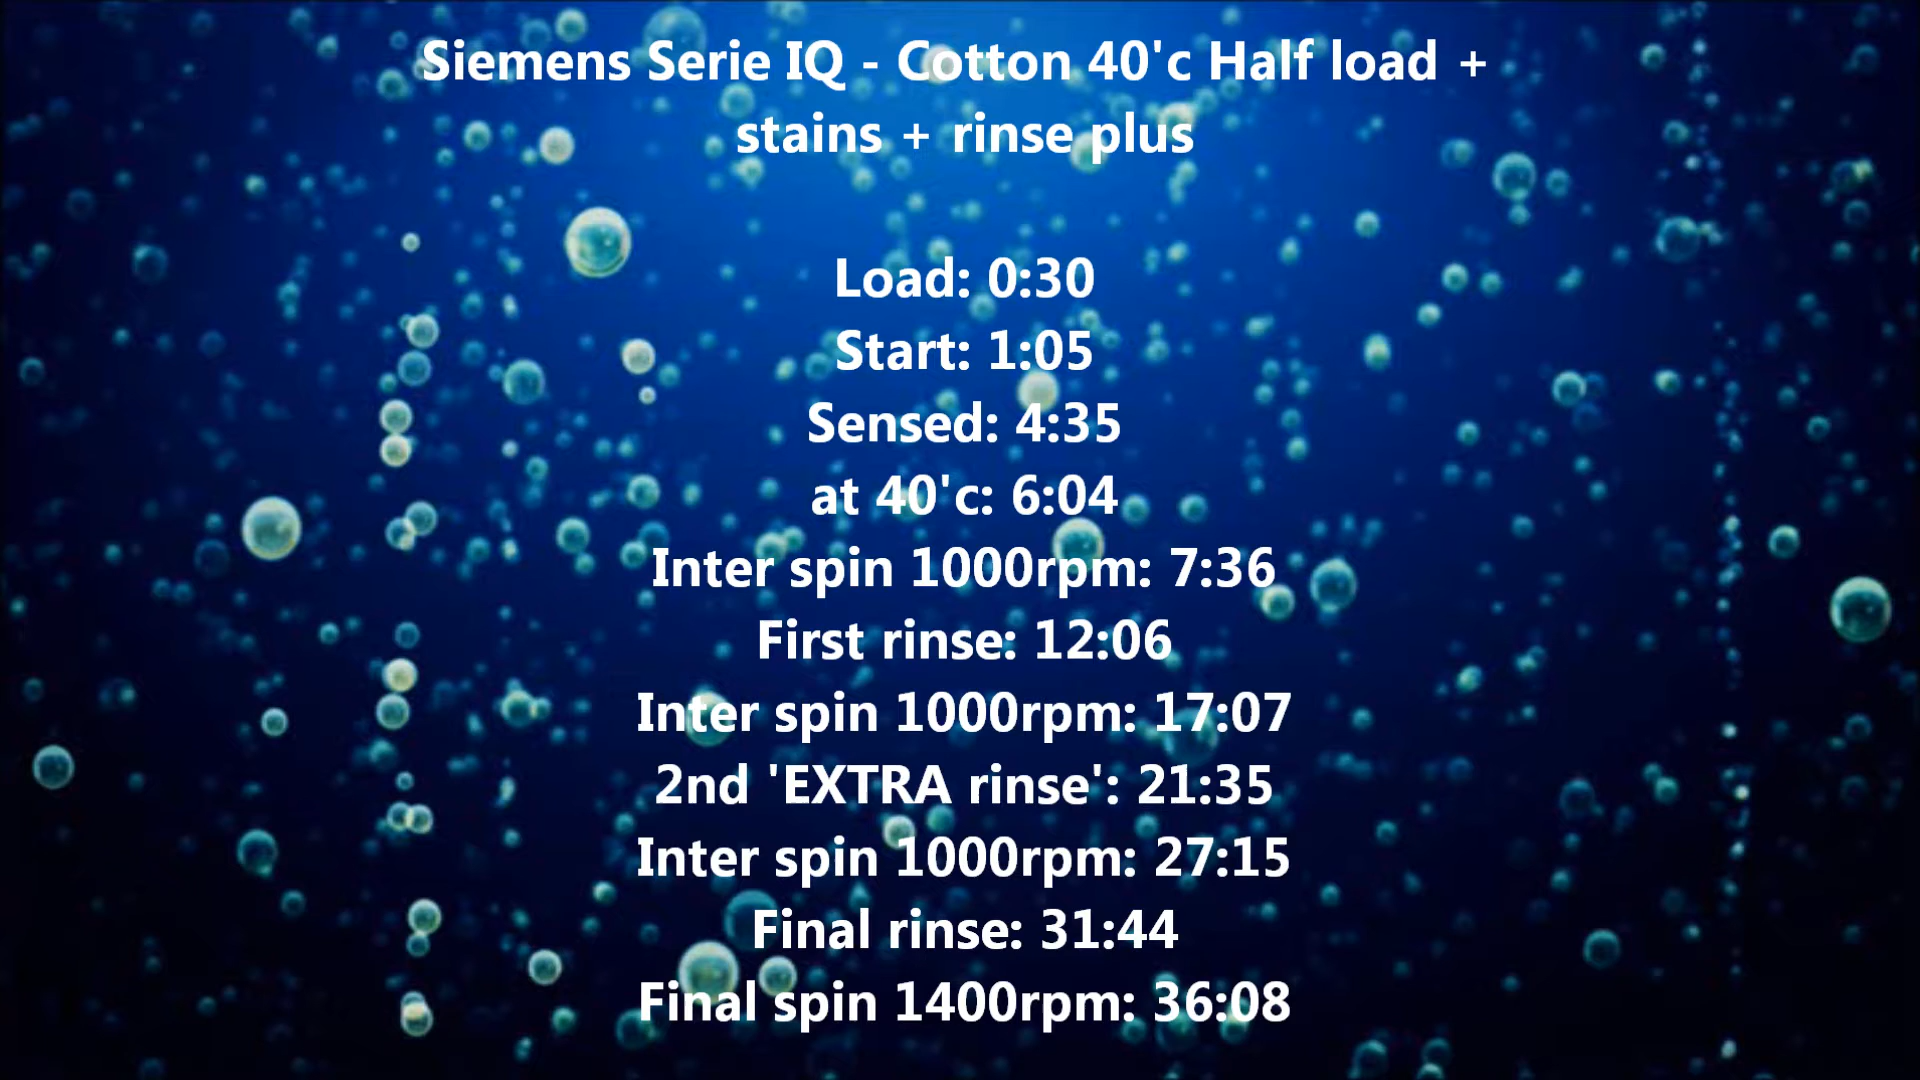 Siemens Serie IQ - Cotton 40'c Half load +
stains + rinse plus
Load: 0:30
Start: 1:05
Sensed: 4:35
at 40'c: 6:04
Inter spin 1000rpm: 7:36
First rinse: 12:06
Inter spin 1000rpm: 17:07
2nd 'EXTRA rinse': 21:35
Inter spin 1000rpm: 27:15
Final rinse: 31:44
Final spin 1400rpm: 36:08